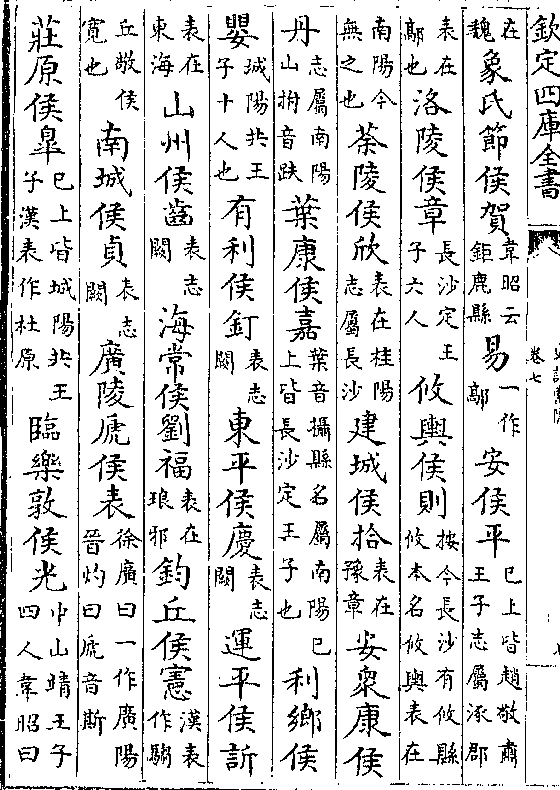 欽定四庫全書
卷七
在魏象氏節侯賀韋昭云鉅鹿縣易一作鄗安侯平巳上皆趙敬肅王子志屬涿郡
表在鄗也洛陵侯章長沙定王子六人攸輿侯則按今長沙有攸縣攸本名攸輿表在
南陽今無之也荼陵侯欣表在桂陽志屬長沙建城侯拾表在豫章安衆康侯
丹志屬南陽山拊音趺葉康侯嘉葉音攝縣名屬南陽巳上皆長沙定王子也利鄉侯
嬰城陽共王子十人也有利侯釘表志闕東平侯慶表志闕運平侯訢
表在東海山州侯齒表志闕海常侯劉福表在琅邪鈞丘侯憲漢表作騶
丘敬侯寛也南城侯貞表志闕廣陵虒侯表徐廣曰一作廣陽晉灼曰虒音斯
莊原侯臯巳上皆城陽共王子漢表作杜原臨樂敦侯光中山靖王子四人韋昭曰